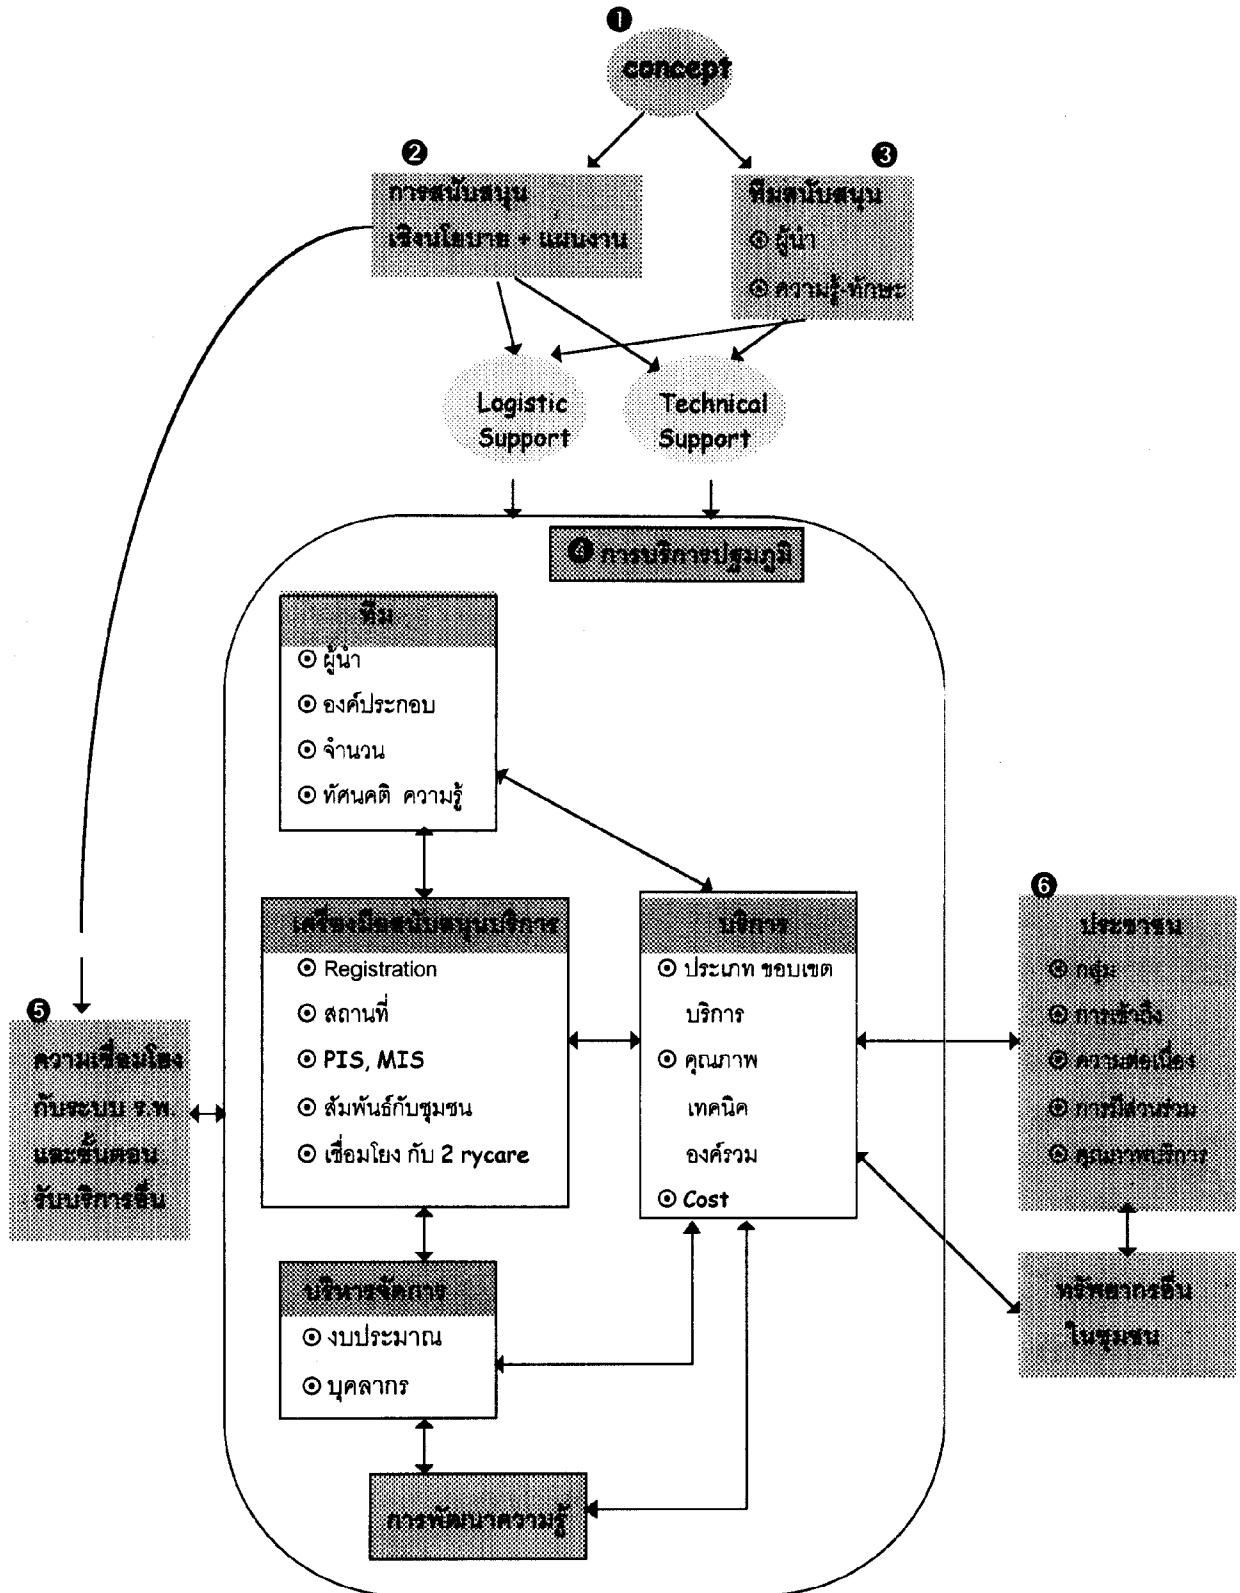 ❶
concept
❷
การสนับสนุน
เชิงนโยบาย + แผนงาน
❸
ทีมสนับสนุน
⊙ ผู้นำ
⊙ ความรู้-ทักษะ
Logistic
Support
Technical
Support
❹ การบริการปฐมภูมิ
ทีม
⊙ ผู้นำ
⊙ องค์ประกอบ
⊙ จำนวน
⊙ ทัศนคติ ความรู้
เครื่องมือสนับสนุนบริการ
⊙ Registration
⊙ สถานที่
⊙ PIS, MIS
⊙ สัมพันธ์กับชุมชน
⊙ เชื่อมโยง กับ 2 rycare
บริการ
⊙ ประเภท ขอบเขต
บริการ
⊙ คุณภาพ
เทคนิค
องค์รวม
⊙ Cost
❺
ความเชื่อมโยง
กับระบบ ร.พ.
และขั้นตอน
รับบริการอื่น
❻
ประชาชน
⊙ กลุ่ม
⊙ การเข้าถึง
⊙ ความต่อเนื่อง
⊙ การมีส่วนร่วม
⊙ คุณภาพบริการ
ทรัพยากรอื่น
ในชุมชน
บริหารจัดการ
⊙ งบประมาณ
⊙ บุคลากร
การพัฒนาความรู้